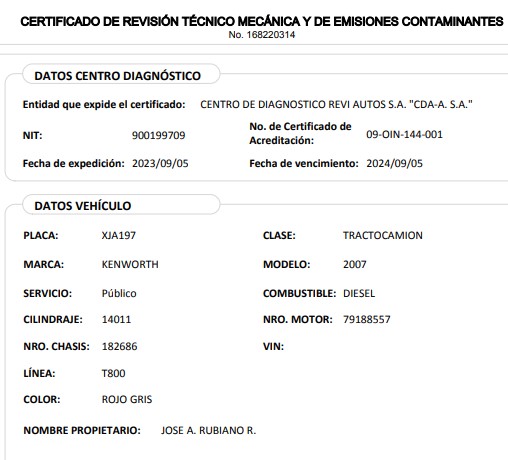 CERTIFICADO DE REVISIÓN TÉCNICO MECÁNICA Y DE EMISIONES CONTAMINANTES
No. 168220314
DATOS CENTRO DIAGNÓSTICO
Entidad que expide el certificado: CENTRO DE DIAGNOSTICO REVI AUTOS S.A. "CDA-A. S.A."
NIT: 900199709 No. de Certificado de Acreditación: 09-OIN-144-001
Fecha de expedición: 2023/09/05 Fecha de vencimiento: 2024/09/05
DATOS VEHÍCULO
PLACA: XJA197 CLASE: TRACTOCAMION
MARCA: KENWORTH MODELO: 2007
SERVICIO: Público COMBUSTIBLE: DIESEL
CILINDRAJE: 14011 NRO. MOTOR: 79188557
NRO. CHASIS: 182686 VIN:
LÍNEA: T800
COLOR: ROJO GRIS
NOMBRE PROPIETARIO: JOSE A. RUBIANO R.